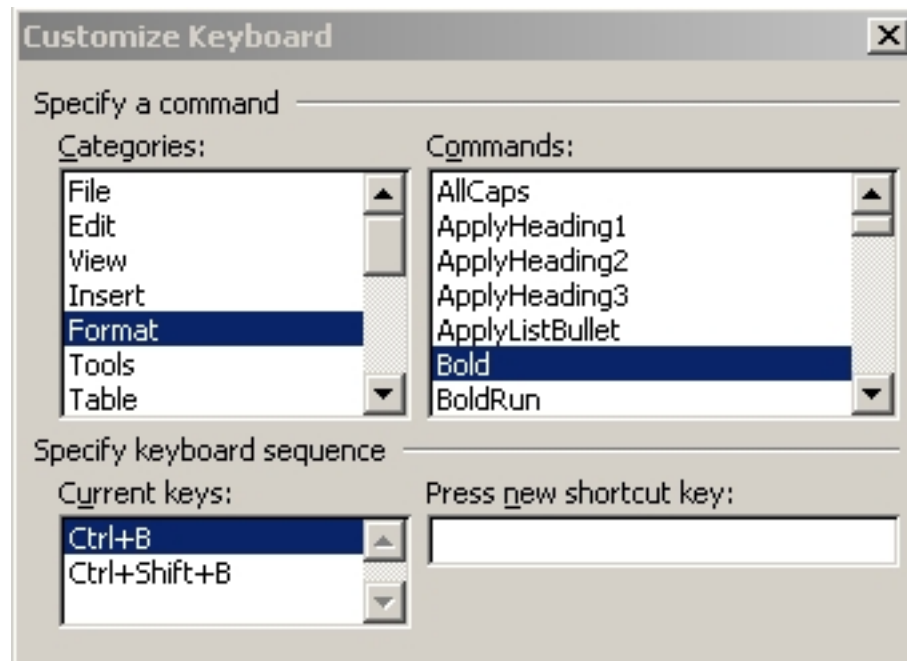 Customize Keyboard
Specify a command
Categories:
File
Edit
View
Insert
Format
Tools
Table
Commands:
AllCaps
ApplyHeading1
ApplyHeading2
ApplyHeading3
ApplyListBullet
Bold
BoldRun
Specify keyboard sequence
Current keys:
Ctrl+B
Ctrl+Shift+B
Press new shortcut key: